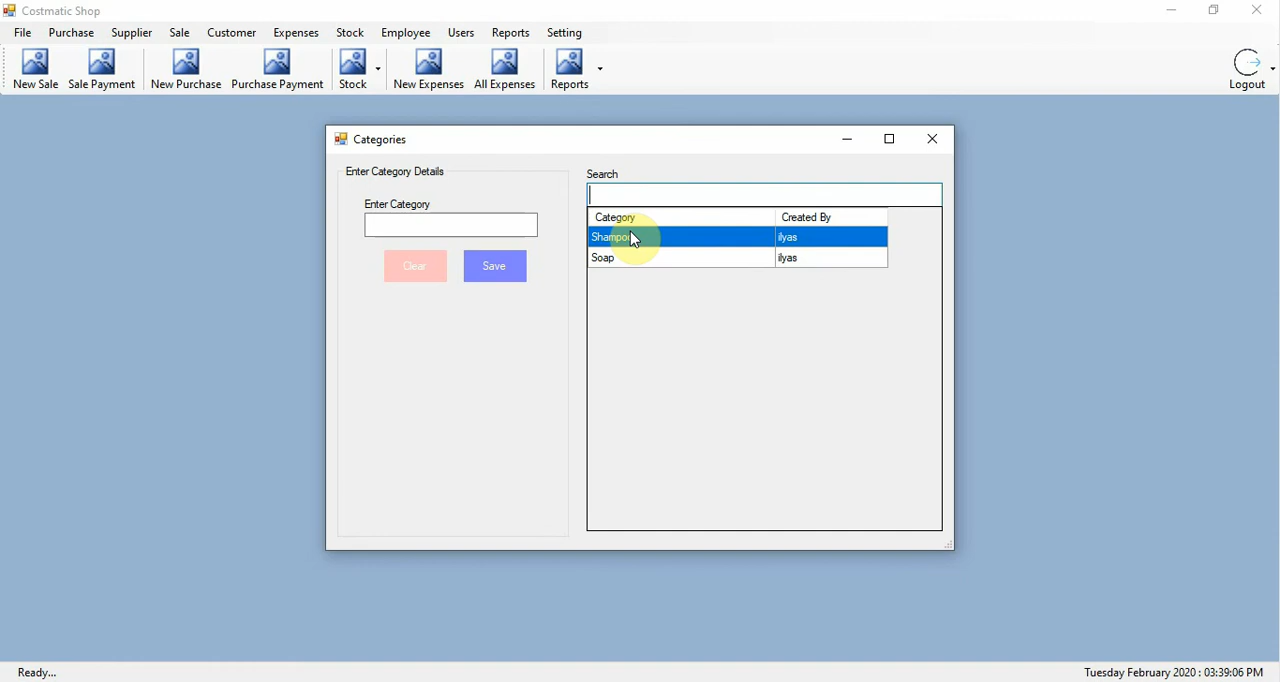 Costmatic Shop
File Purchase Supplier Sale Customer Expenses Stock Employee Users Reports Setting
New Sale Sale Payment New Purchase Purchase Payment Stock New Expenses All Expenses Reports Logout
Categories
Enter Category Details
Enter Category
Clear Save
Search
Category Created By
Shampoo ilyas
Soap ilyas
Ready...
Tuesday February 2020 : 03:39:06 PM